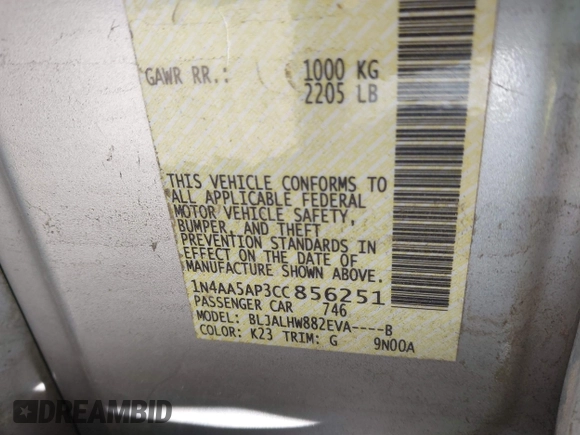 GAWR RR.: 1000 KG
2205 LB
THIS VEHICLE CONFORMS TO
ALL APPLICABLE FEDERAL
MOTOR VEHICLE SAFETY,
BUMPER, AND THEFT
PREVENTION STANDARDS IN
EFFECT ON THE DATE OF
MANUFACTURE SHOWN ABOVE.
1N4AA5AP3CC856251
PASSENGER CAR 746
MODEL: BLJALHW882EVA----B
COLOR: K23 TRIM: G 9N00A
DREAMBID